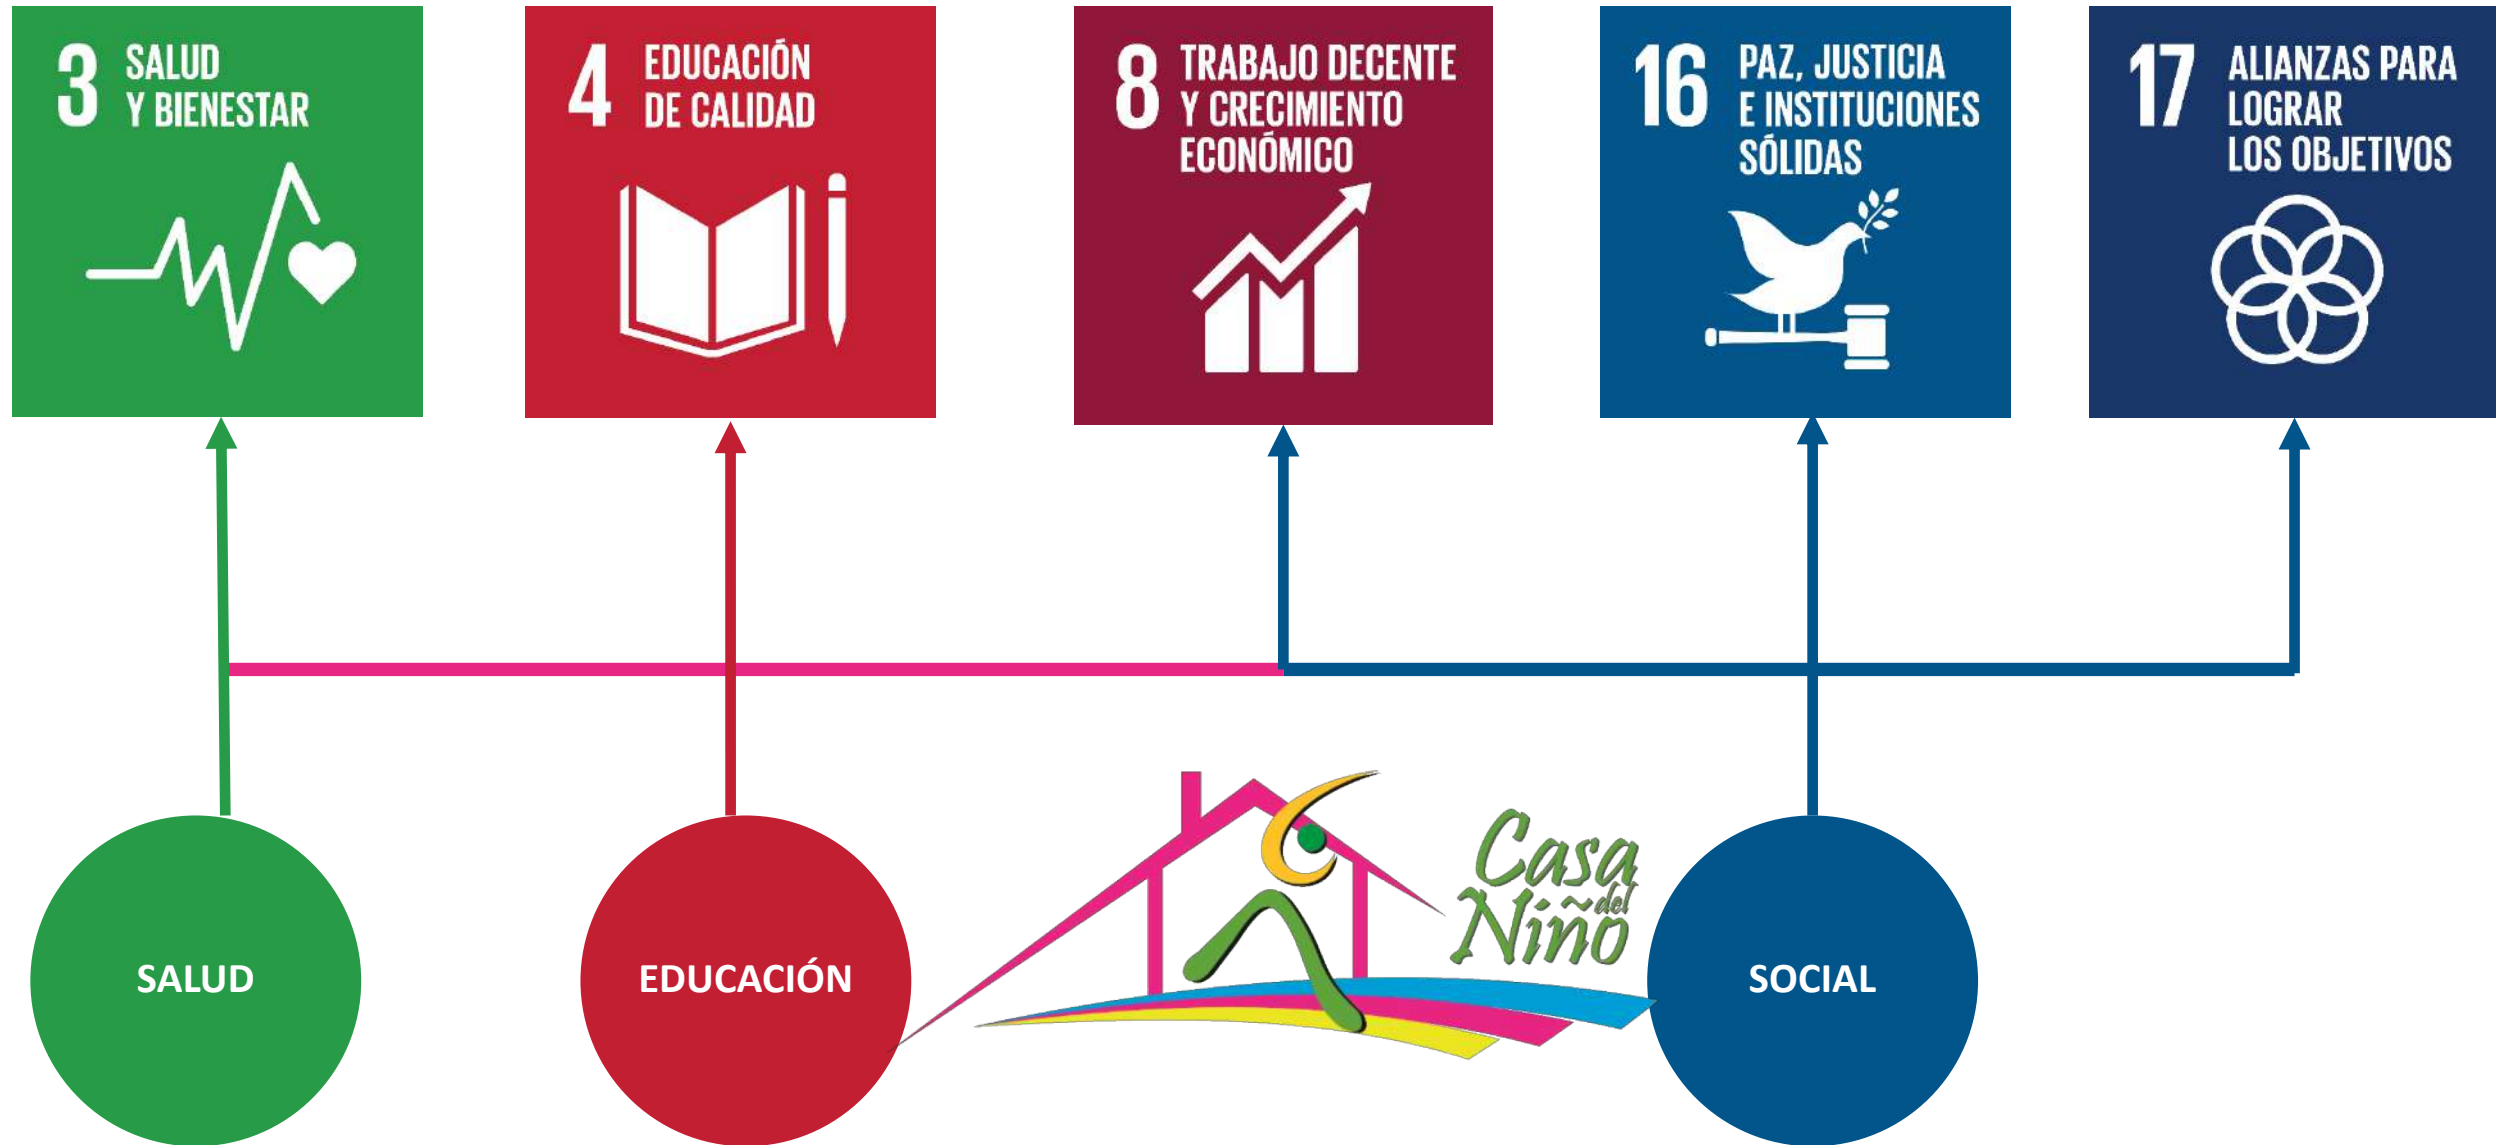 3 SALUD
Y BIENESTAR
4 EDUCACIÓN
DE CALIDAD
8 TRABAJO DECENTE
Y CRECIMIENTO
ECONÓMICO
16 PAZ, JUSTICIA
E INSTITUCIONES
SÓLIDAS
17 ALIANZAS PARA
LOGRAR
LOS OBJETIVOS
SALUD
EDUCACIÓN
Casa
del
Niño
SOCIAL